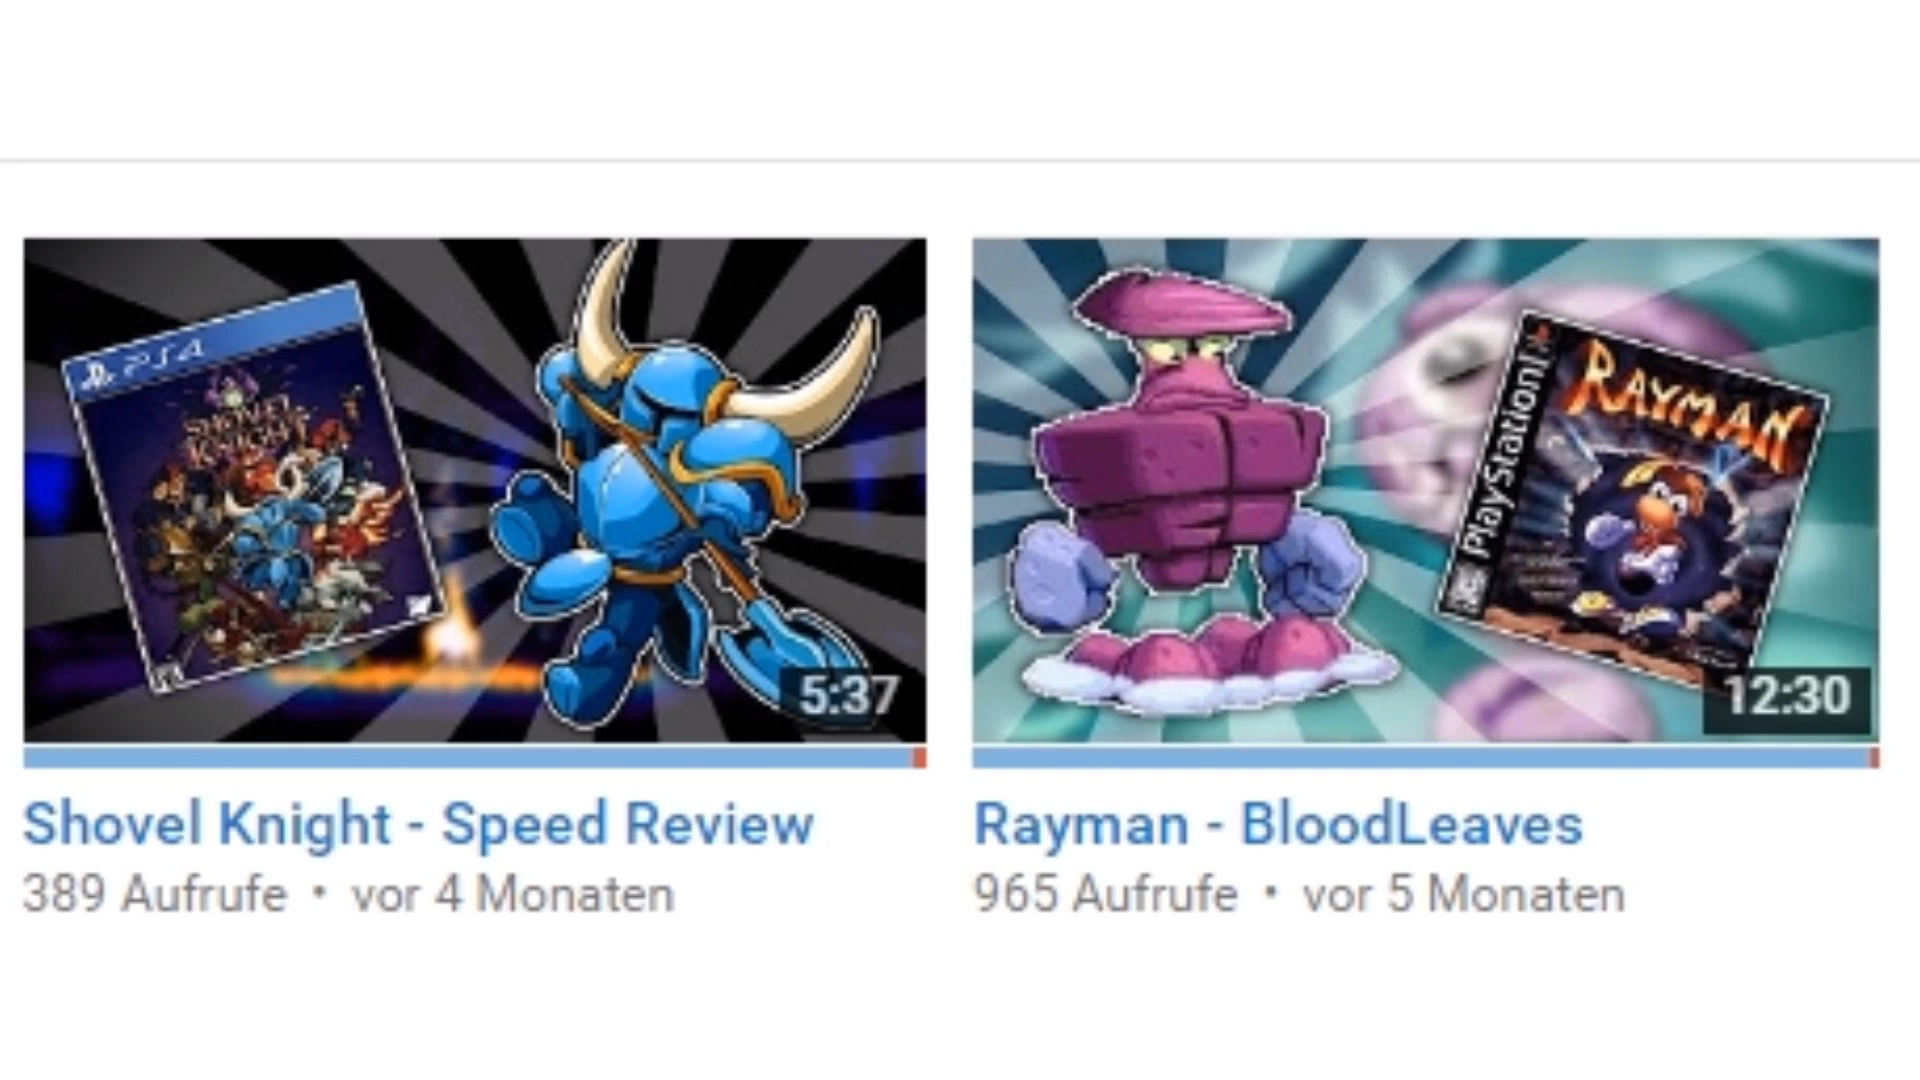 PS4
SHOVEL
KNIGHT
5:37
PlayStation
RAYMAN
12:30
Shovel Knight - Speed Review
389 Aufrufe • vor 4 Monaten
Rayman - BloodLeaves
965 Aufrufe • vor 5 Monaten